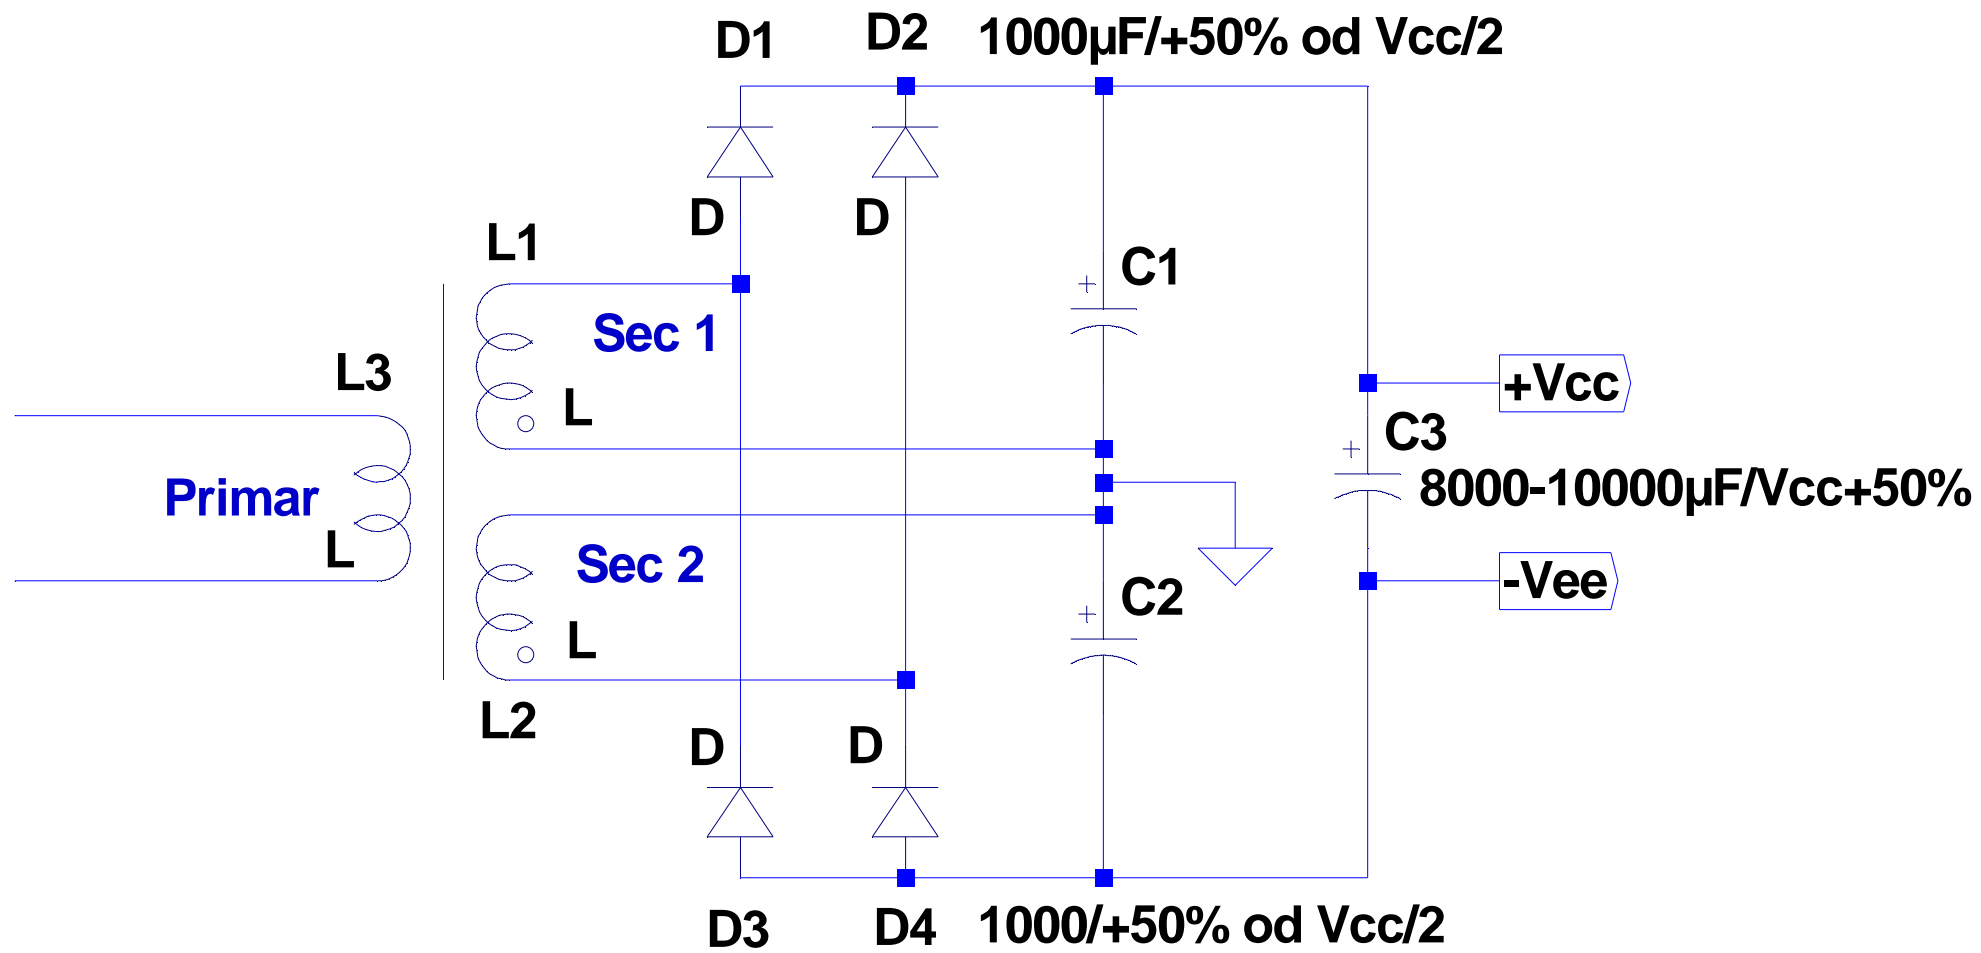 D1
D2
1000µF/+50% od Vcc/2
D
D
L1
C1
Sec 1
L3
+Vcc
L
C3
Primar
8000-10000µF/Vcc+50%
L
Sec 2
-Vee
C2
L
L2
D
D
D3
D4
1000/+50% od Vcc/2